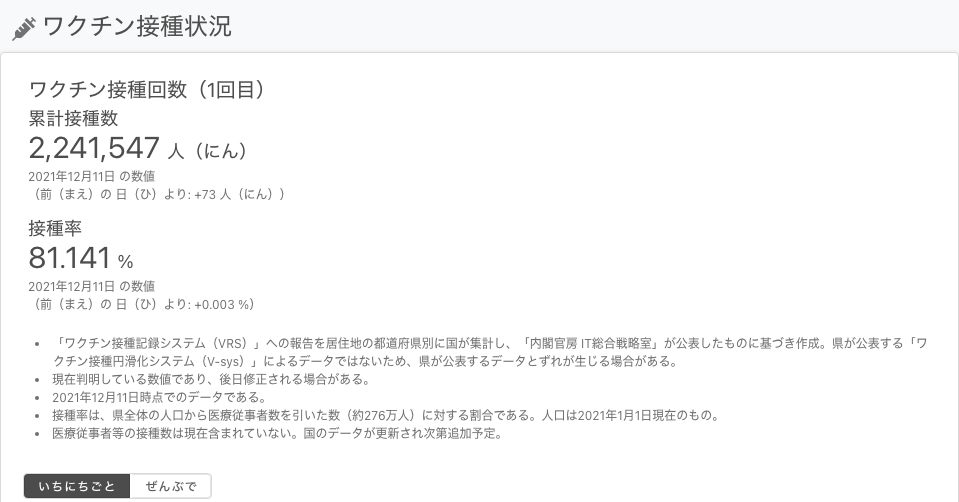 ワクチン接種状況
ワクチン接種回数（1回目）
累計接種数
2,241,547 人（にん）
2021年12月11日 の数値
（前（まえ）の 日（ひ）より: +73 人（にん））
接種率
81.141 %
2021年12月11日 の数値
（前（まえ）の 日（ひ）より: +0.003 %）
• 「ワクチン接種記録システム（VRS）」への報告を居住地の都道府県別に国が集計し、「内閣官房 IT総合戦略室」が公表したものに基づき作成。県が公表する「ワ
クチン接種円滑化システム（V-sys）」によるデータではないため、県が公表するデータとずれが生じる場合がある。
• 現在判明している数値であり、後日修正される場合がある。
• 2021年12月11日時点でのデータである。
• 接種率は、県全体の人口から医療従事者数を引いた数（約276万人）に対する割合である。人口は2021年1月1日現在のもの。
• 医療従事者等の接種数は現在含まれていない。国のデータが更新され次第追加予定。
いちにちごと ぜんぶで